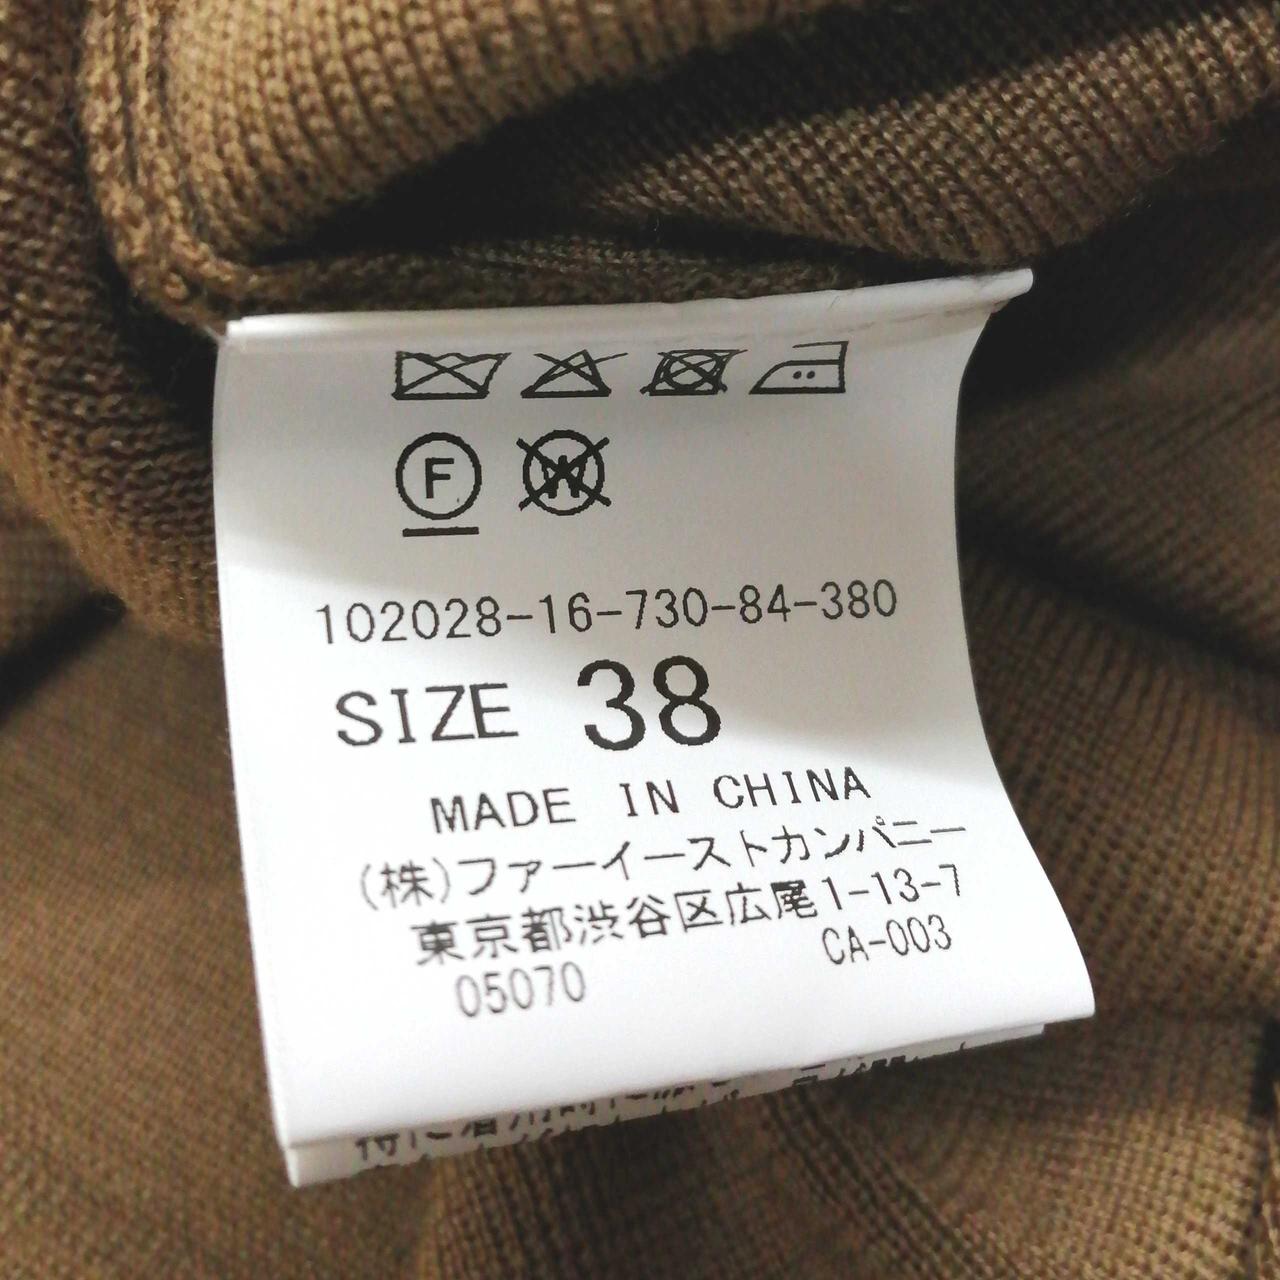 F W
102028-16-730-84-380
SIZE 38
MADE IN CHINA
(株)ファーイーストカンパニー
東京都渋谷区広尾1-13-7
05070 CA-003